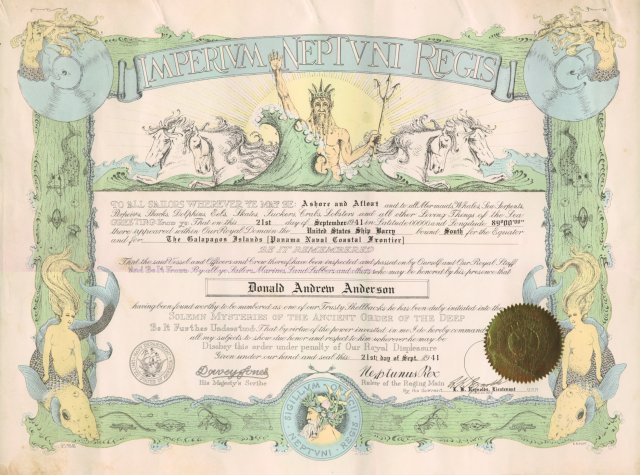 IMPERIVM NEPTVNI REGIS
TO ALL SAILORS WHEREVER YE MAY BE: Ashore and Afloat and to all Mermaids, Whales, Sea Serpents,
Porpoises, Sharks, Dolphins, Eels, Skates, Suckers, Crabs, Lobsters and all other Living Things of the Sea
GREETING: Know ye, That on this 21st day of September 1941 in Latitude 00000 and Longitude 89°00'00"
there appeared within Our Royal Domain the United States Ship Barry bound South for the Equator
and for The Galapagos Islands [Panama Naval Coastal Frontier]
BE IT REMEMBERED
That the said Vessel and Officers and Crew thereof have been inspected and passed on by Ourself and Our Royal Staff
And Be It Known: By all ye Sailors, Marines, Land Lubbers and others who may be honored by his presence that
Donald Andrew Anderson
having been found worthy to be numbered as one of our Trusty Shellbacks he has been duly initiated into the
SOLEMN MYSTERIES OF THE ANCIENT ORDER OF THE DEEP
Be It Further Understood: That by virtue of the power invested in me I do hereby command
all my subjects to show due honor and respect to him wherever he may be
Disobey this order under penalty of Our Royal Displeasure
Given under our hand and seal this 21st day of Sept. 1941
Davey Jones
His Majesty's Scribe
Neptunus Rex
Ruler of the Raging Main
By His Servant
Lieutenant
USN
SIGILLVM NEPTVNI REGIS